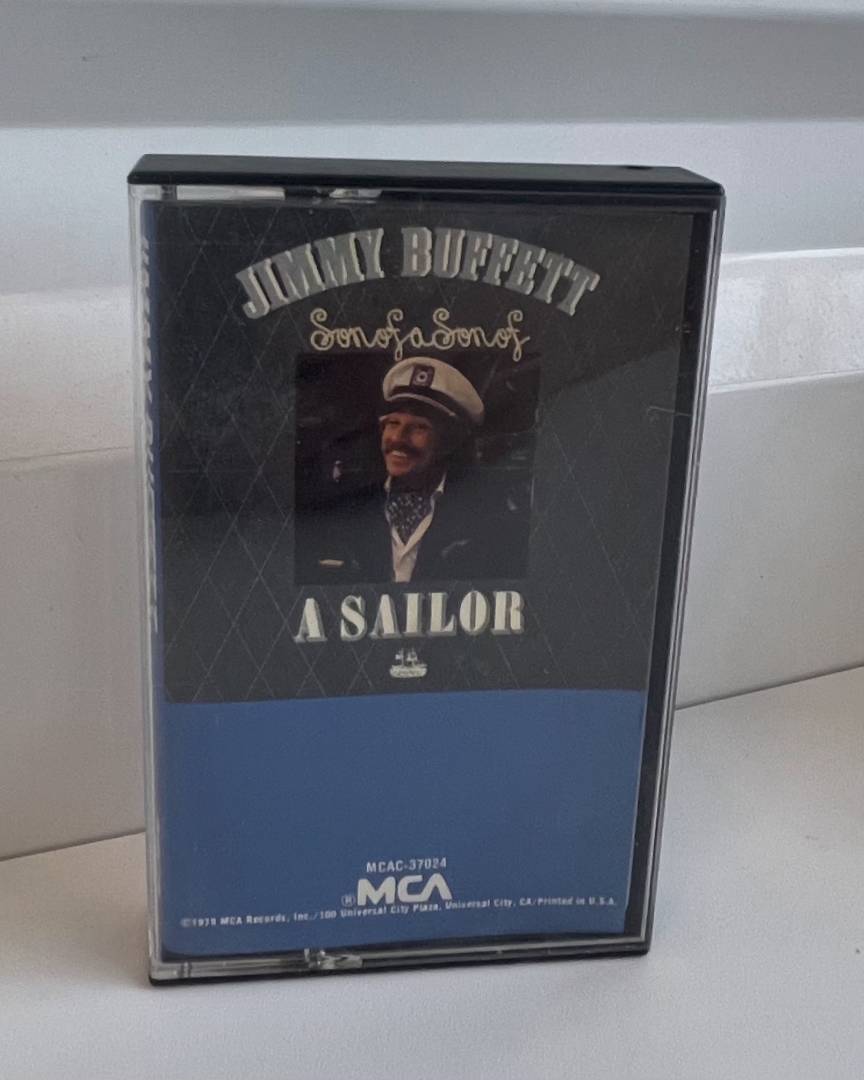 JIMMY BUFFETT
Son of a Son of
A SAILOR
MCAC-37024
®MCA
©1978 MCA Records, Inc./100 Universal City Plaza, Universal City, CA/Printed in U.S.A.